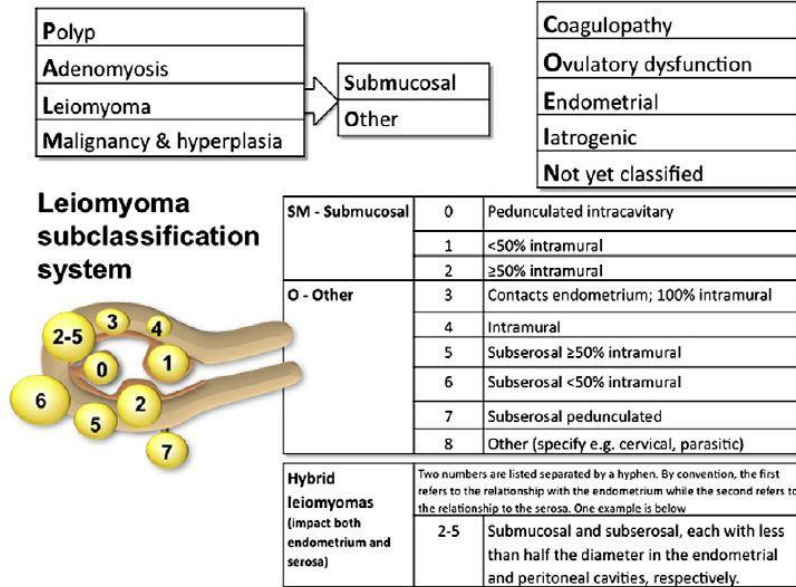 Polyp
Adenomyosis
Leiomyoma
Malignancy & hyperplasia
Submucosal
Other
Coagulopathy
Ovulatory dysfunction
Endometrial
Iatrogenic
Not yet classified
Leiomyoma
subclassification
system
2-5
3
4
0
1
6
5
2
7
SM - Submucosal
0
Pedunculated intracavitary
1
<50% intramural
2
≥50% intramural
O - Other
3
Contacts endometrium; 100% intramural
4
Intramural
5
Subserosal ≥50% intramural
6
Subserosal <50% intramural
7
Subserosal pedunculated
8
Other (specify e.g. cervical, parasitic)
Hybrid
leiomyomas
(impact both
endometrium and
serosa)
Two numbers are listed separated by a hyphen. By convention, the first
refers to the relationship with the endometrium while the second refers to
the relationship to the serosa. One example is below
2-5
Submucosal and subserosal, each with less
than half the diameter in the endometrial
and peritoneal cavities, respectively.